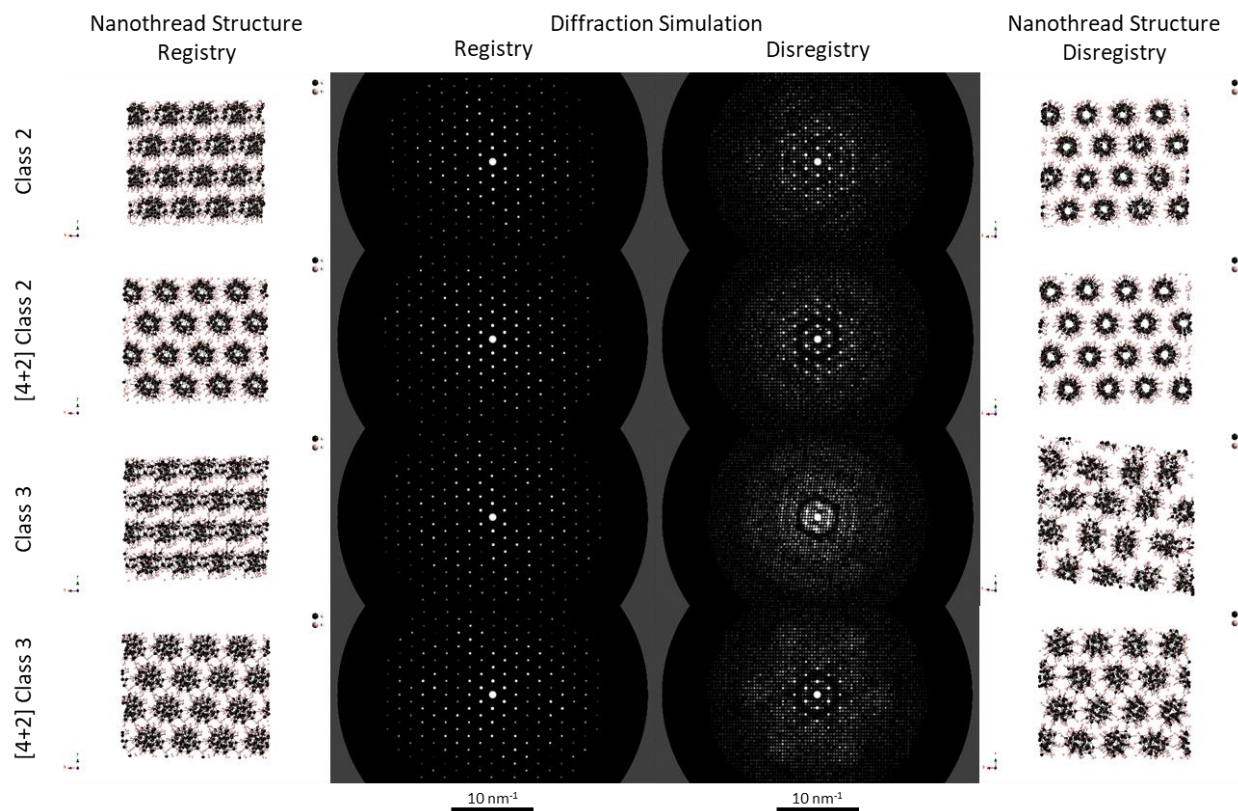 Nanothread Structure
Registry
Diffraction Simulation
Registry
Disregistry
Nanothread Structure
Disregistry
Class 2
[4+2] Class 2
Class 3
[4+2] Class 3
10 nm⁻¹
10 nm⁻¹